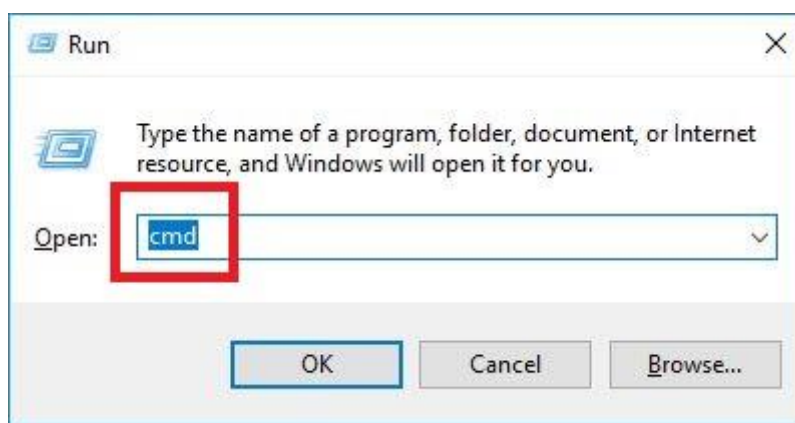 Run
Type the name of a program, folder, document, or Internet
resource, and Windows will open it for you.
Open: cmd
OK Cancel Browse...